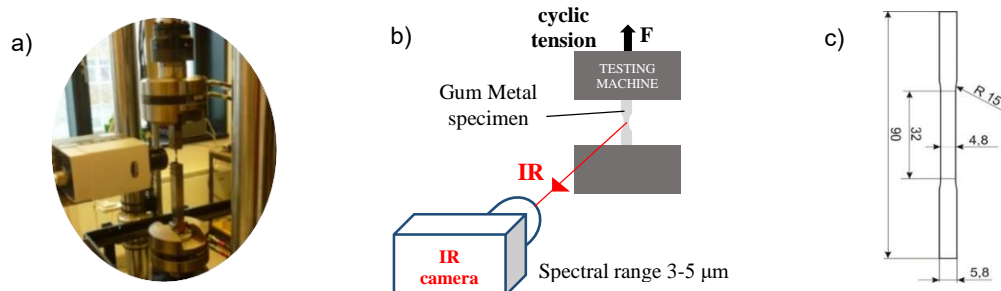 a)
b)
cyclic
tension
F
TESTING
MACHINE
Gum Metal
specimen
IR
IR
camera
Spectral range 3-5 µm
c)
R 15
90
32
4,8
5,8